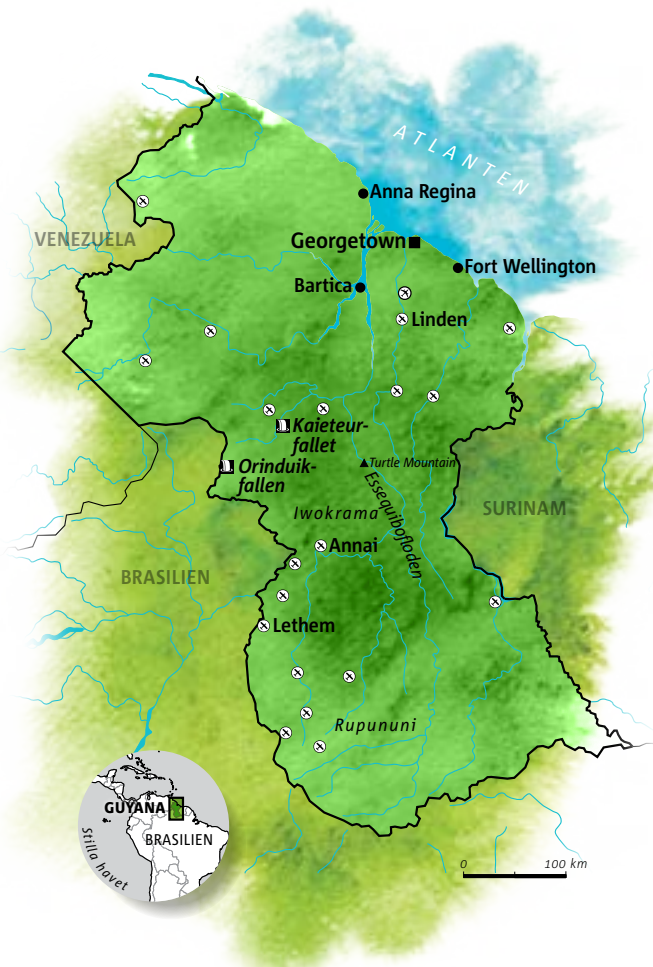 ATLANTEN
Anna Regina
VENEZUELA
Georgetown
Fort Wellington
Bartica
Linden
Kaieteur-
fallet
Orinduik-
fallen
Turtle Mountain
Essequibofloden
Iwokrama
SURINAM
Annai
BRASILIEN
Lethem
Rupununi
GUYANA
BRASILIEN
Stilla havet
0 100 km